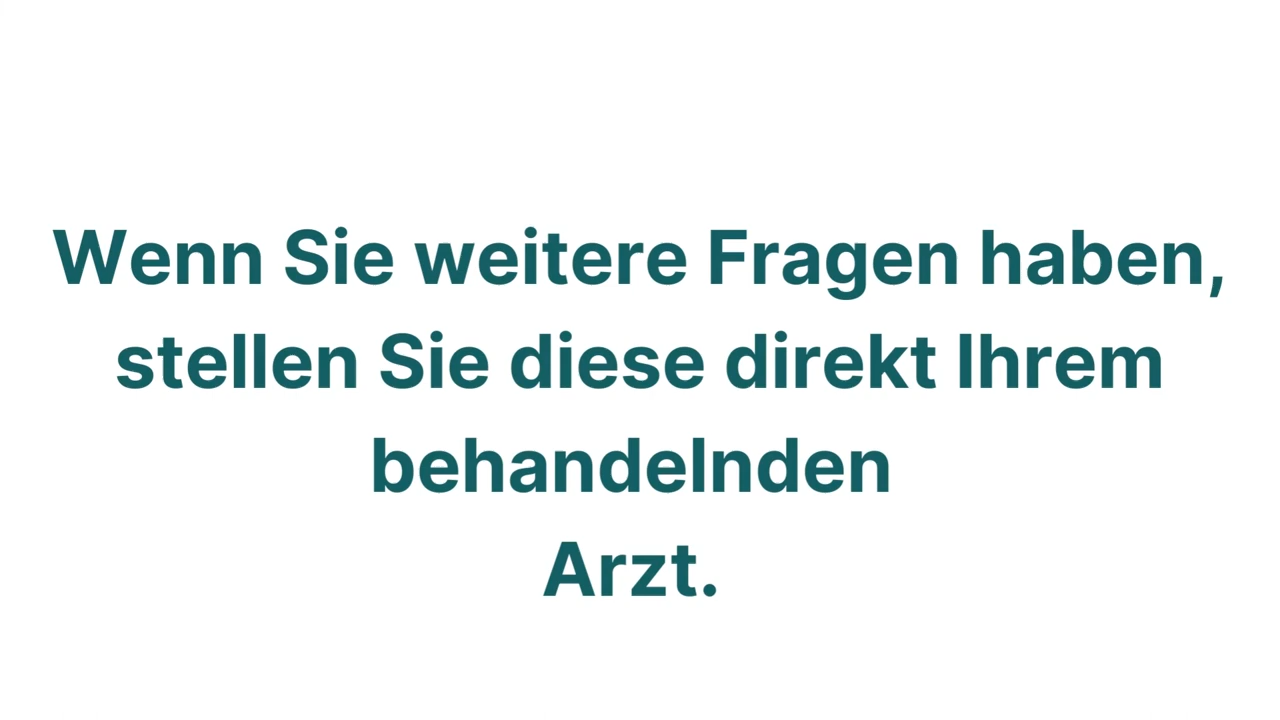 Wenn Sie weitere Fragen haben,
stellen Sie diese direkt Ihrem
behandelnden
Arzt.